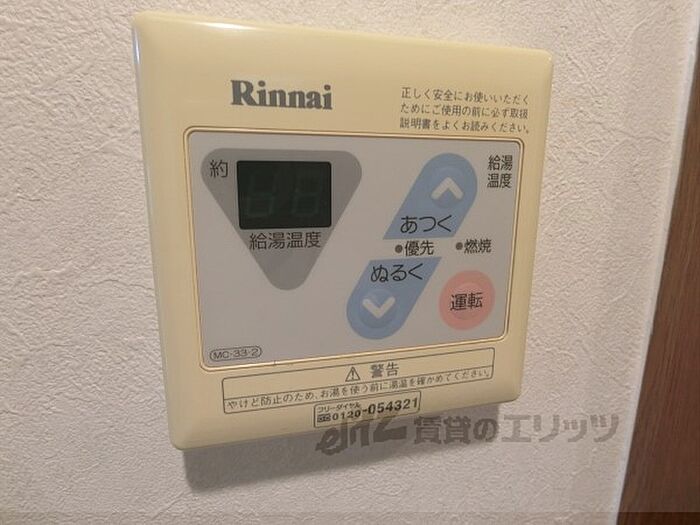 Rinnai
正しく安全にお使いいただく
ためにご使用の前に必ず取扱
説明書をよくお読みください。
約
給湯温度
給湯
温度
あつく
●優先
●燃焼
ぬるく
運転
MC-33-2
⚠警告
やけど防止のため、お湯を使う前に湯温を確かめてください。
フリーダイヤル
0120-054321
賃貸のエリッツ